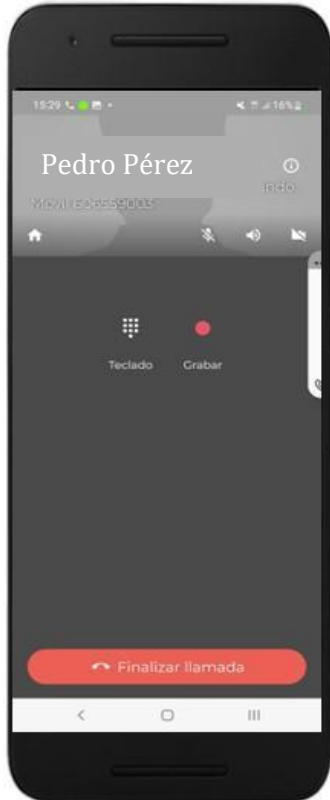 15:29
16%
Pedro Pérez
Móvil 606559003
Teclado Grabar
Finalizar llamada